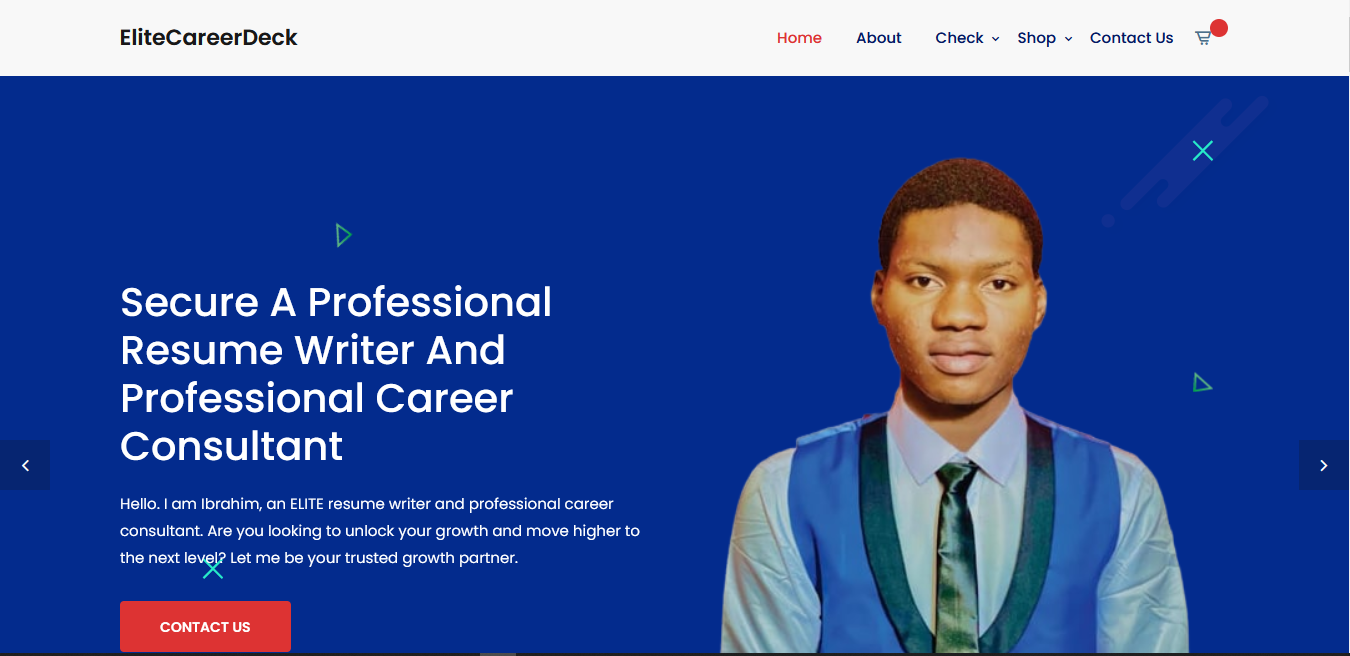 EliteCareerDeck
Home About Check Shop Contact Us
Secure A Professional
Resume Writer And
Professional Career
Consultant
Hello. I am Ibrahim, an ELITE resume writer and professional career
consultant. Are you looking to unlock your growth and move higher to
the next level? Let me be your trusted growth partner.
CONTACT US